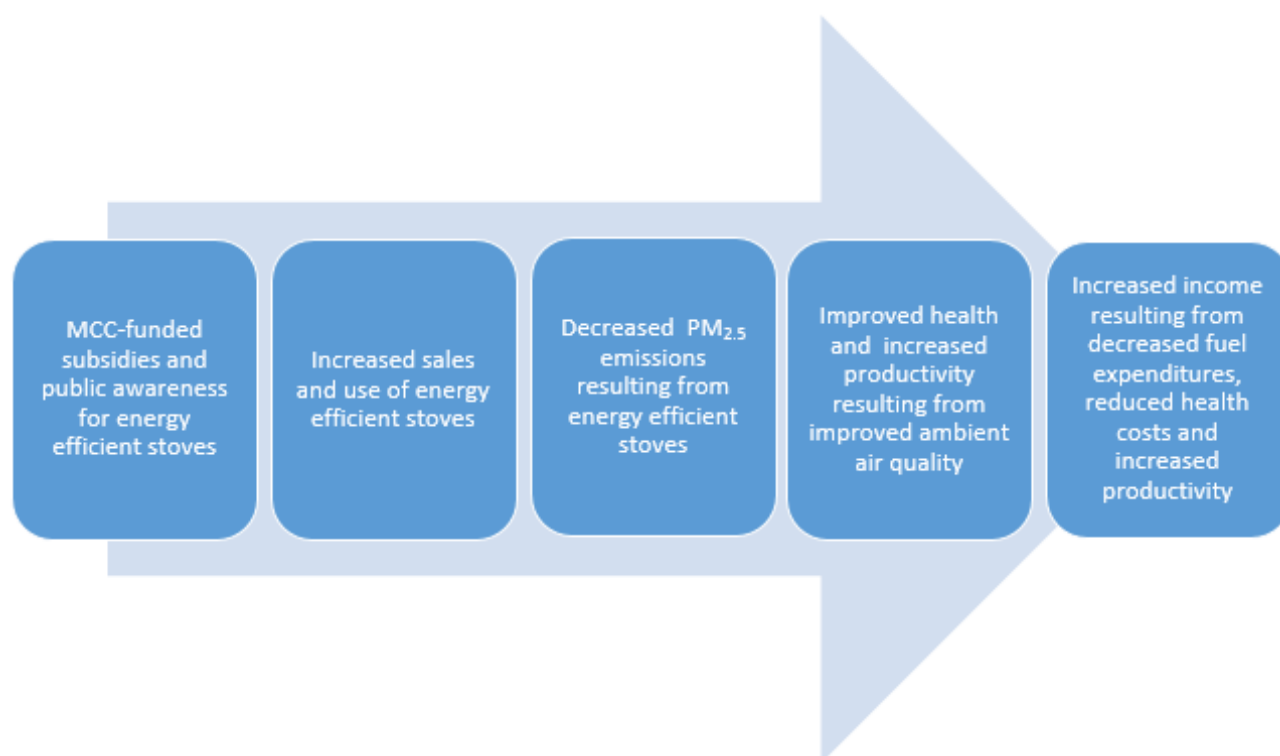 MCC-funded
subsidies and
public awareness
for energy
efficient stoves
Increased sales
and use of energy
efficient stoves
Decreased PM2.5
emissions
resulting from
energy efficient
stoves
Improved health
and increased
productivity
resulting from
improved ambient
air quality
Increased income
resulting from
decreased fuel
expenditures,
reduced health
costs and
increased
productivity